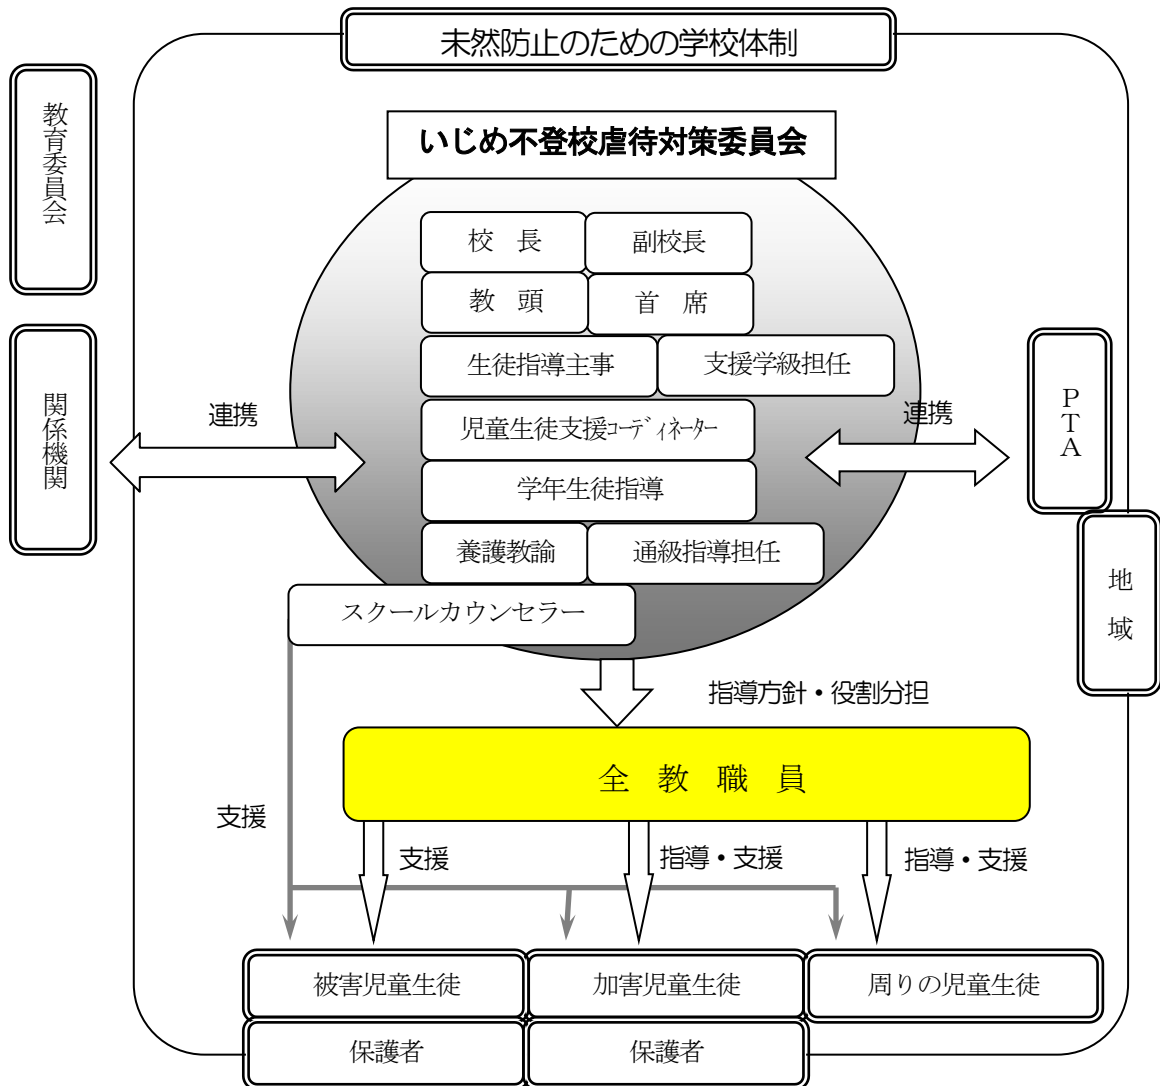 未然防止のための学校体制
教育委員会
いじめ不登校虐待対策委員会
校　長
副校長
教　頭
首　席
生徒指導主事
支援学級担任
関係機関
連携
児童生徒支援ｺｰﾃﾞｨﾈｰﾀｰ
連携
PTA
学年生徒指導
養護教諭
通級指導担任
地域
スクールカウンセラー
指導方針・役割分担
全　教　職　員
支援
支援
指導・支援
指導・支援
被害児童生徒
加害児童生徒
周りの児童生徒
保護者
保護者